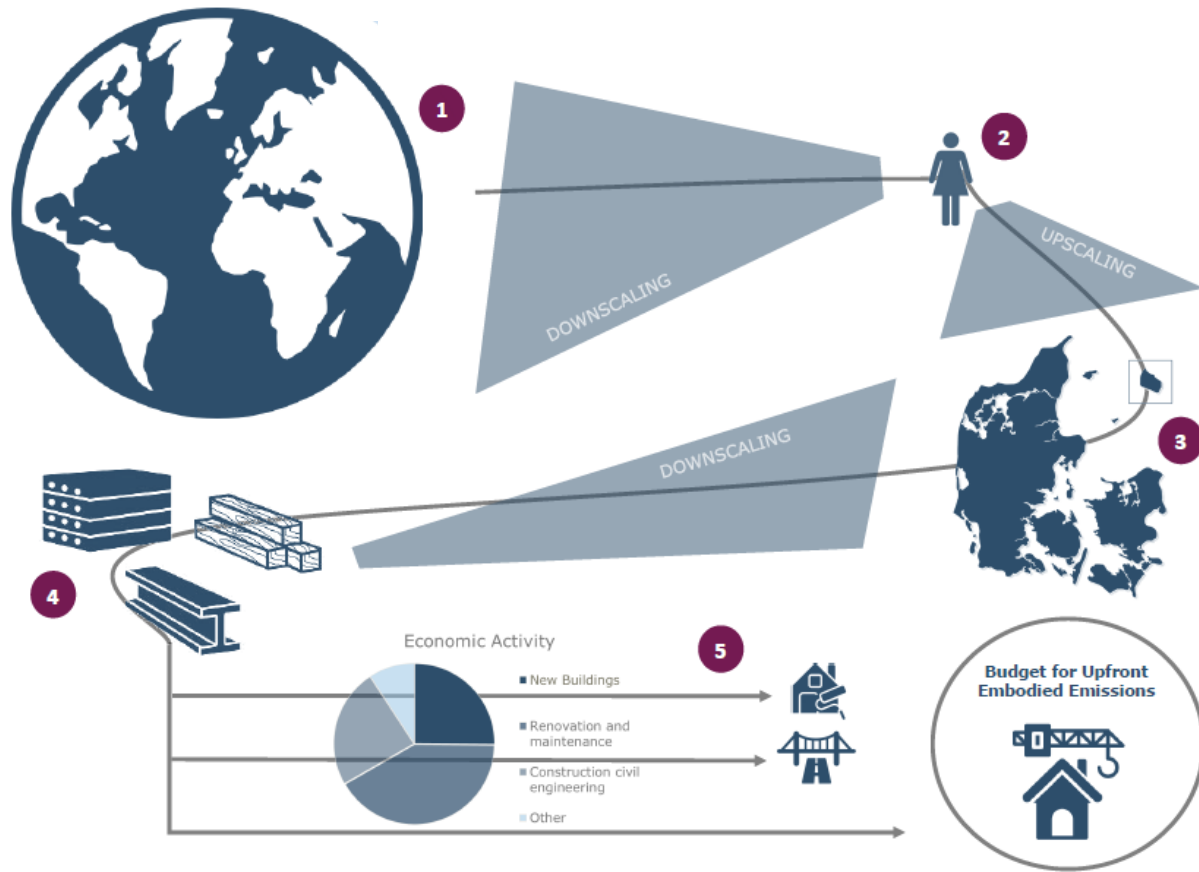 1
2
DOWNSCALING
UPSCALING
3
DOWNSCALING
4
Economic Activity
5
New Buildings
Renovation and
maintenance
Construction civil
engineering
Other
Budget for Upfront
Embodied Emissions